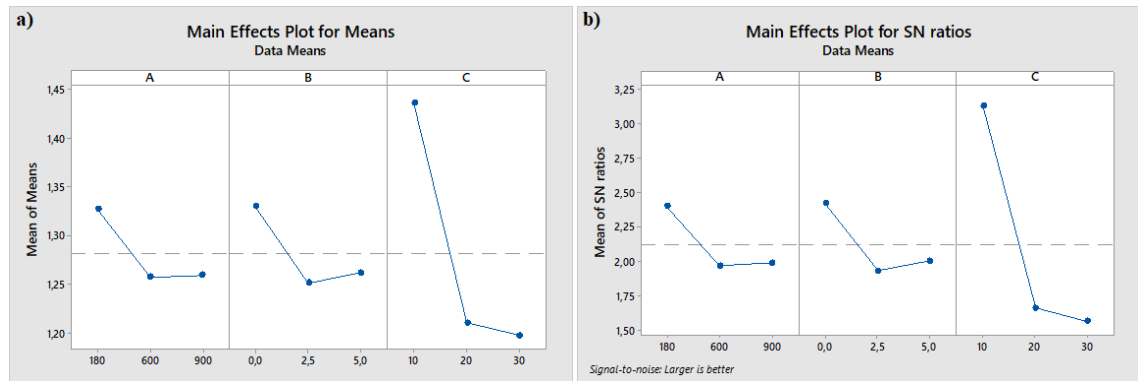 a)
Main Effects Plot for Means
Data Means
A B C
Mean of Means
1,45
1,40
1,35
1,30
1,25
1,20
180 600 900 0,0 2,5 5,0 10 20 30
b)
Main Effects Plot for SN ratios
Data Means
A B C
Mean of SN ratios
3,25
3,00
2,75
2,50
2,25
2,00
1,75
1,50
180 600 900 0,0 2,5 5,0 10 20 30
Signal-to-noise: Larger is better